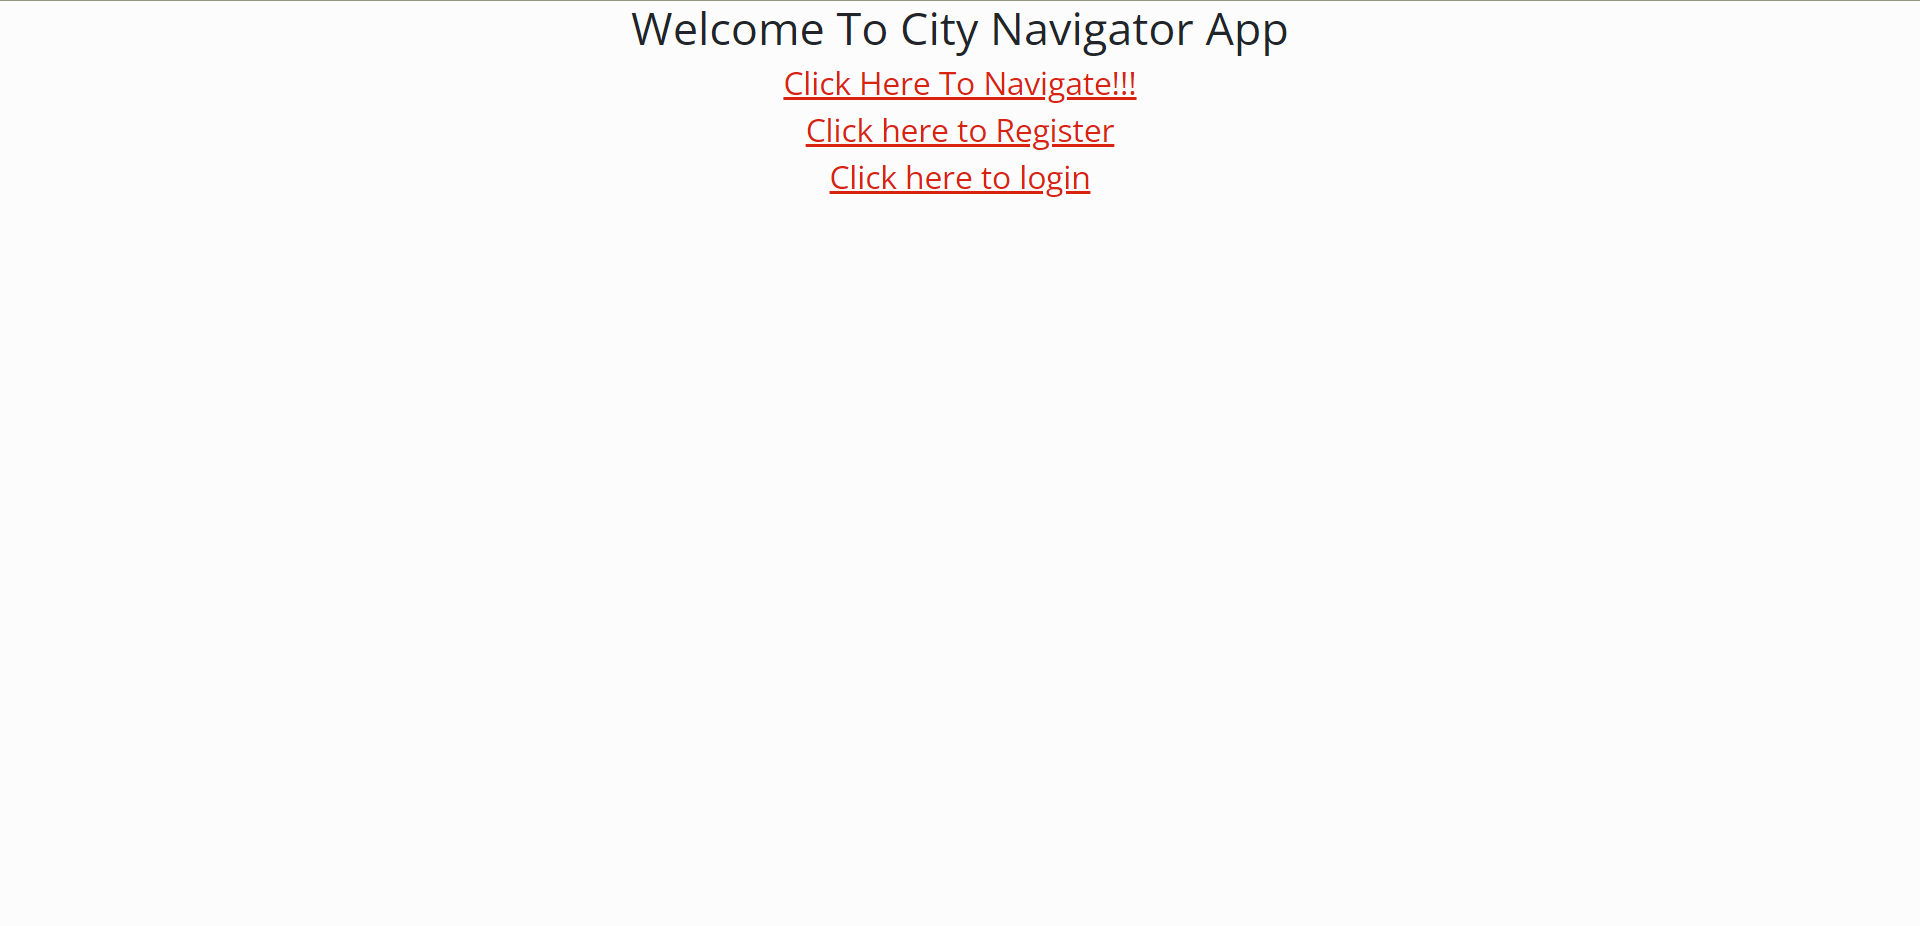 Welcome To City Navigator App
Click Here To Navigate!!!
Click here to Register
Click here to login